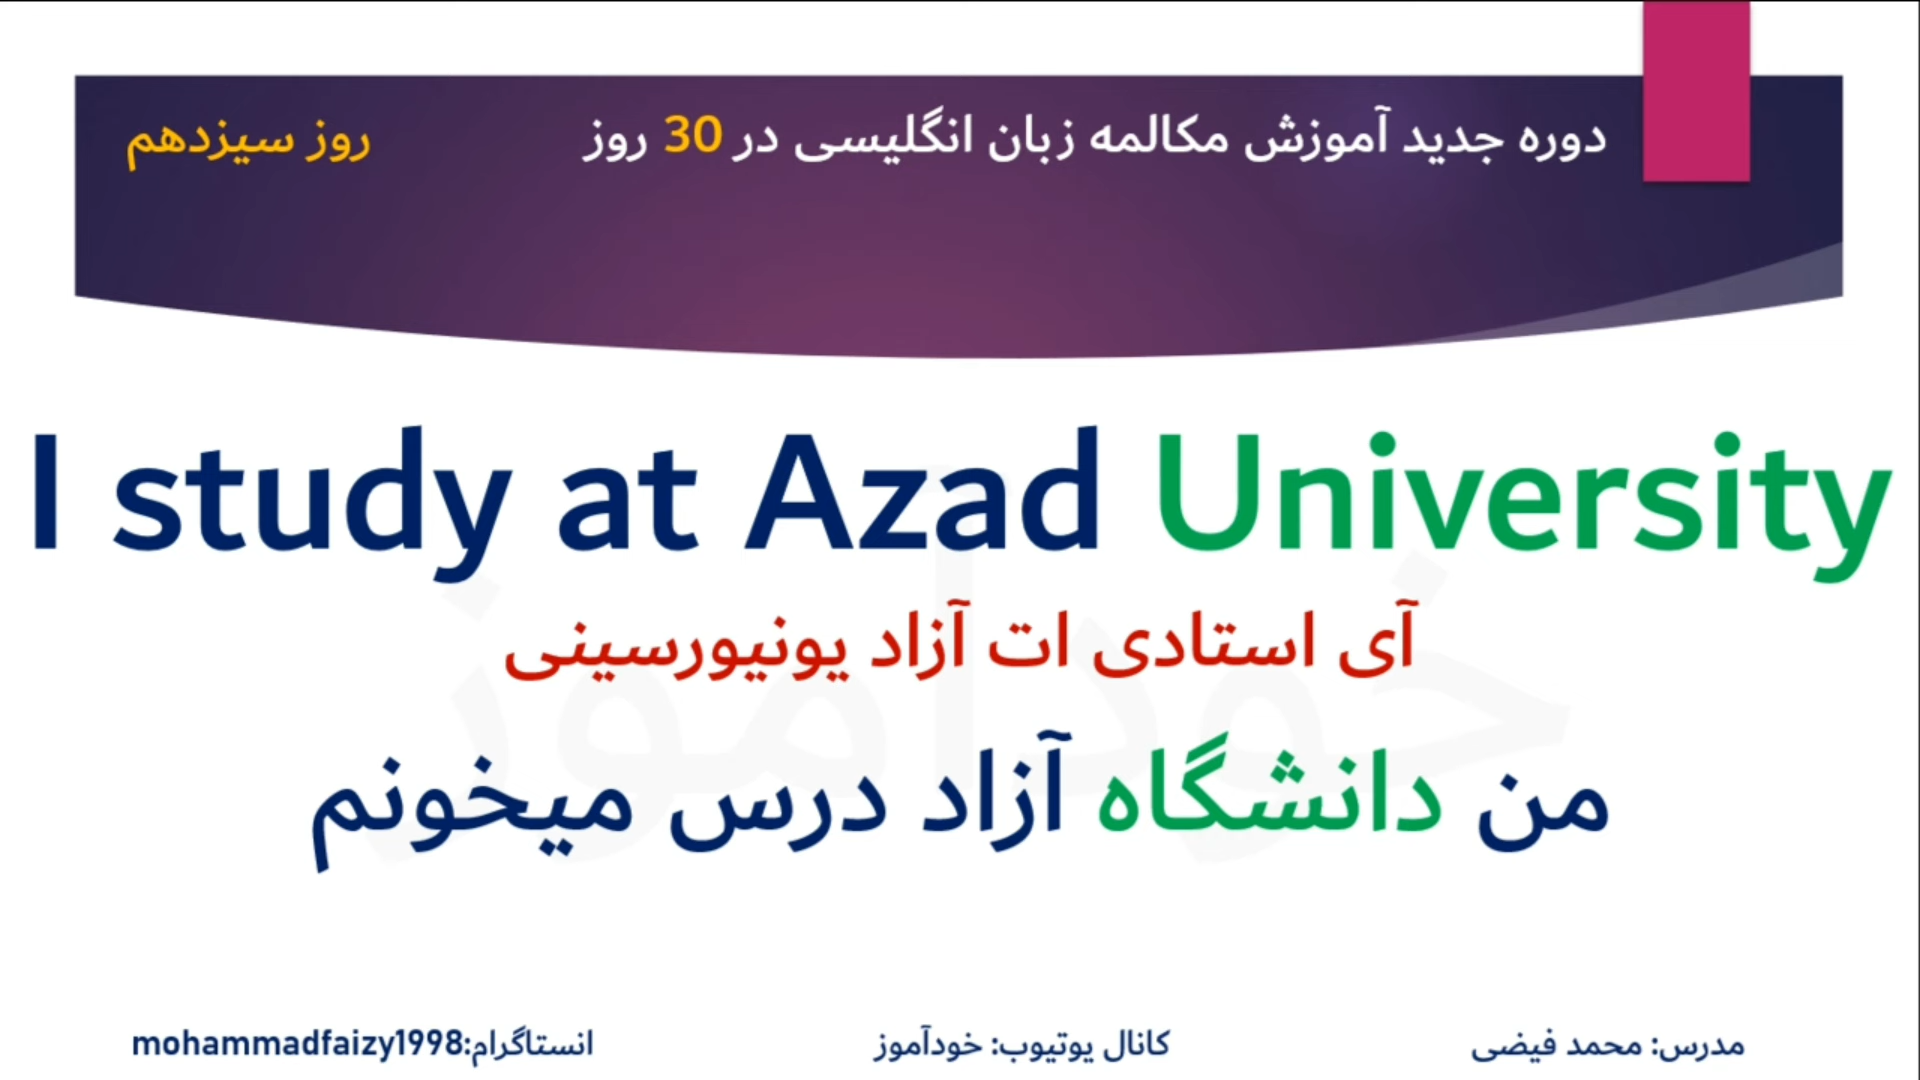 دوره جدید آموزش مکالمه زبان انگلیسی در 30 روز
روز سیزدهم
I study at Azad University
آی استادی ات آزاد یونیورسینی
من دانشگاه آزاد درس میخونم
خودآموز
مدرس: محمد فیضی
کانال یوتیوب: خودآموز
انستاگرام:mohammadfaizy1998